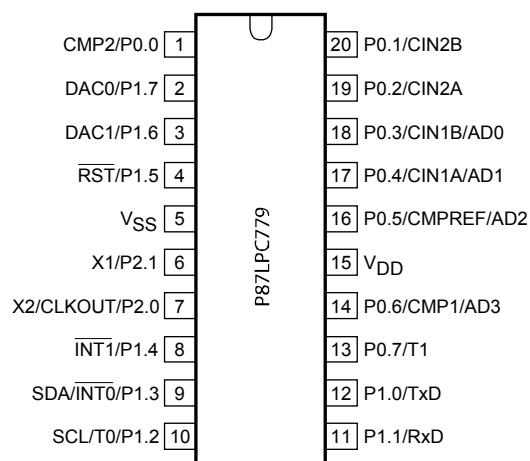 CMP2/P0.0 1
DAC0/P1.7 2
DAC1/P1.6 3
RST/P1.5 4
VSS 5
X1/P2.1 6
X2/CLKOUT/P2.0 7
INT1/P1.4 8
SDA/INT0/P1.3 9
SCL/T0/P1.2 10
P87LPC779
20 P0.1/CIN2B
19 P0.2/CIN2A
18 P0.3/CIN1B/AD0
17 P0.4/CIN1A/AD1
16 P0.5/CMPREF/AD2
15 VDD
14 P0.6/CMP1/AD3
13 P0.7/T1
12 P1.0/TxD
11 P1.1/RxD